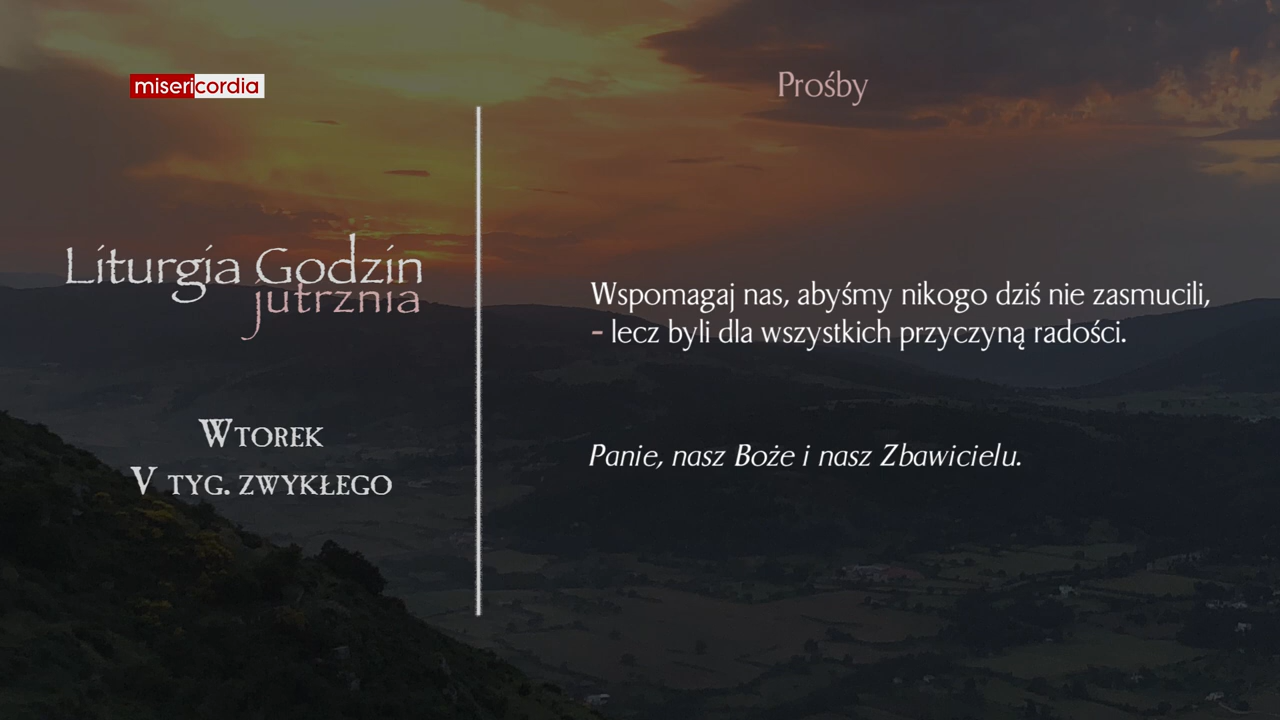 misericordia
Liturgia Godzin
jutrznia
Wtorek
V tyg. zwykłego
Prośby
Wspomagaj nas, abyśmy nikogo dziś nie zasmucili,
- lecz byli dla wszystkich przyczyną radości.
Panie, nasz Boże i nasz Zbawicielu.